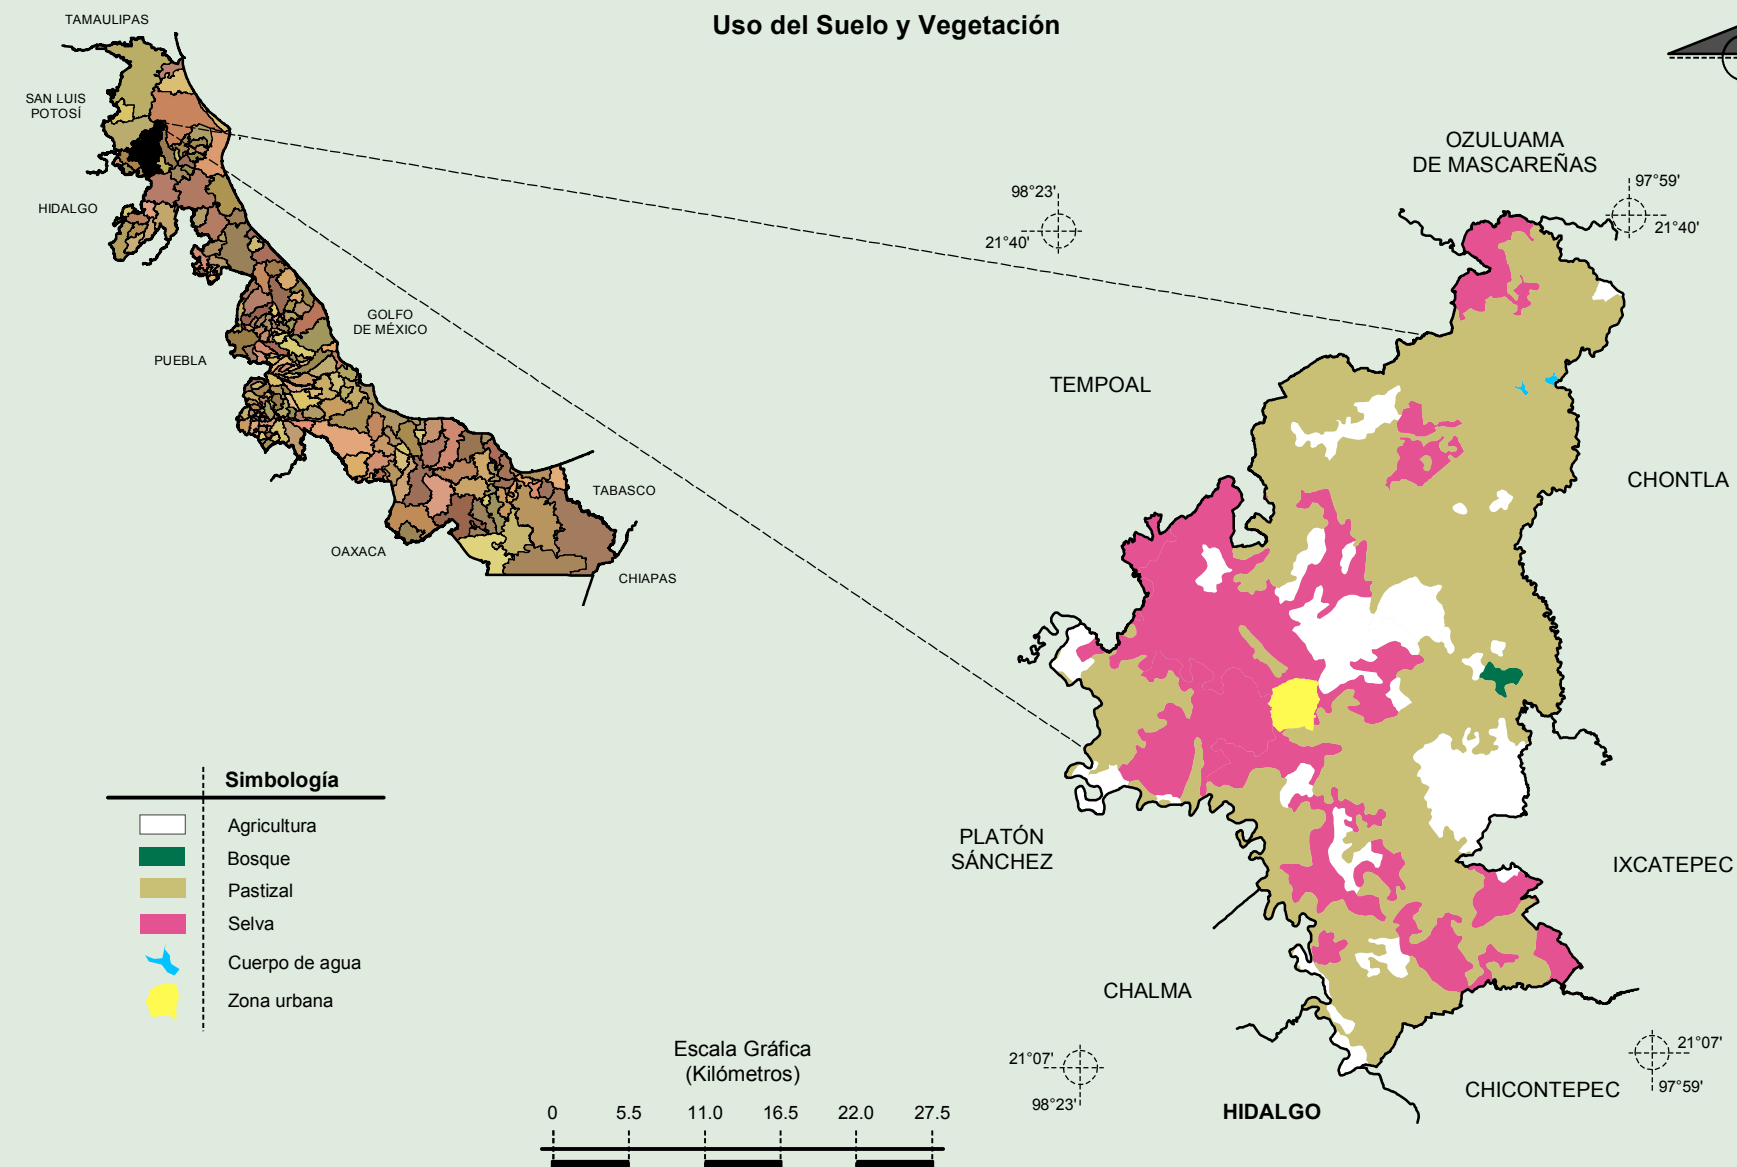 Uso del Suelo y Vegetación
TAMAULIPAS
SAN LUIS
POTOSÍ
HIDALGO
GOLFO
DE MÉXICO
PUEBLA
TABASCO
OAXACA
CHIAPAS
OZULUAMA
DE MASCAREÑAS
98°23'
21°40'
97°59'
21°40'
TEMPOAL
CHONTLA
PLATÓN
SÁNCHEZ
IXCATEPEC
CHALMA
CHICONTEPEC
HIDALGO
21°07'
98°23'
21°07'
97°59'
Simbología
Agricultura
Bosque
Pastizal
Selva
Cuerpo de agua
Zona urbana
Escala Gráfica
(Kilómetros)
0 5.5 11.0 16.5 22.0 27.5